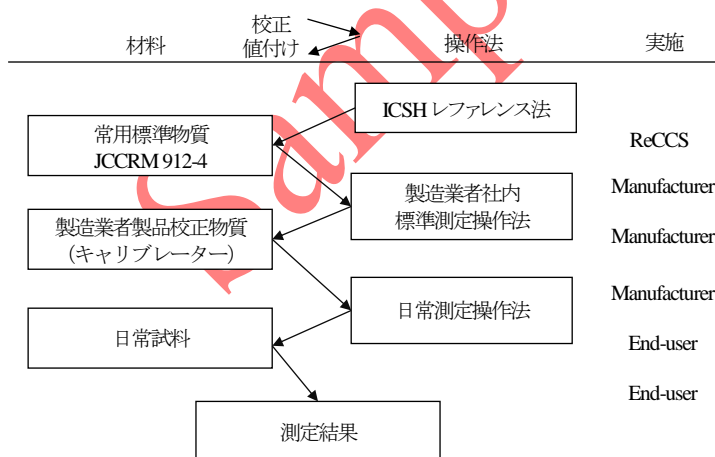 校正
値付け
材料
操作法
実施
ICSH レファレンス法
常用標準物質
JCCRM 912-4
ReCCS
製造業者社内
標準測定操作法
Manufacturer
製造業者製品校正物質
(キャリブレーター)
Manufacturer
日常測定操作法
Manufacturer
日常試料
End-user
End-user
測定結果
Samp